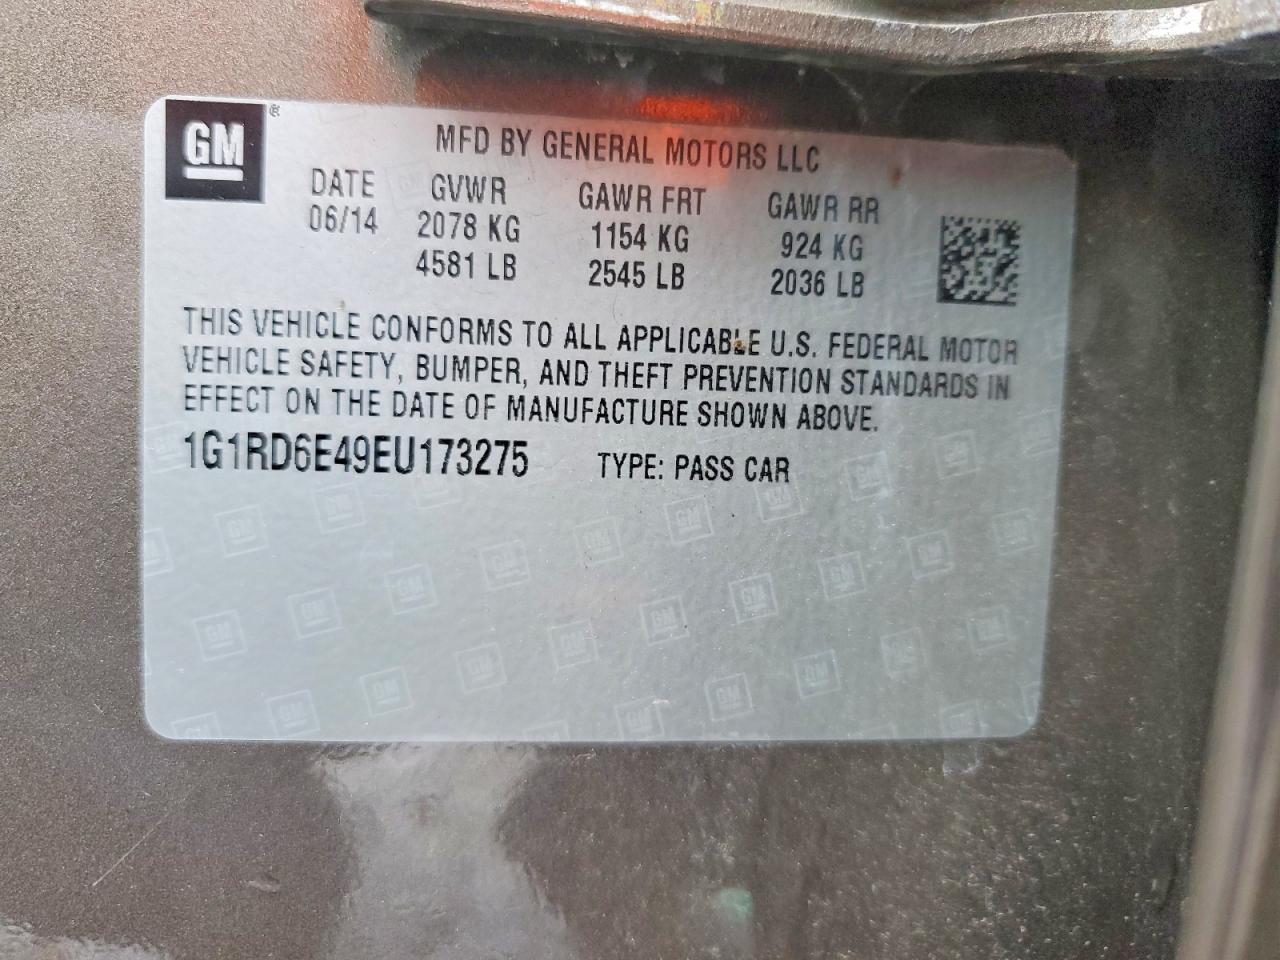 GM®
MFD BY GENERAL MOTORS LLC
DATE GVWR GAWR FRT GAWR RR
06/14 2078 KG 1154 KG 924 KG
4581 LB 2545 LB 2036 LB
THIS VEHICLE CONFORMS TO ALL APPLICABLE U.S. FEDERAL MOTOR
VEHICLE SAFETY, BUMPER, AND THEFT PREVENTION STANDARDS IN
EFFECT ON THE DATE OF MANUFACTURE SHOWN ABOVE.
1G1RD6E49EU173275 TYPE: PASS CAR